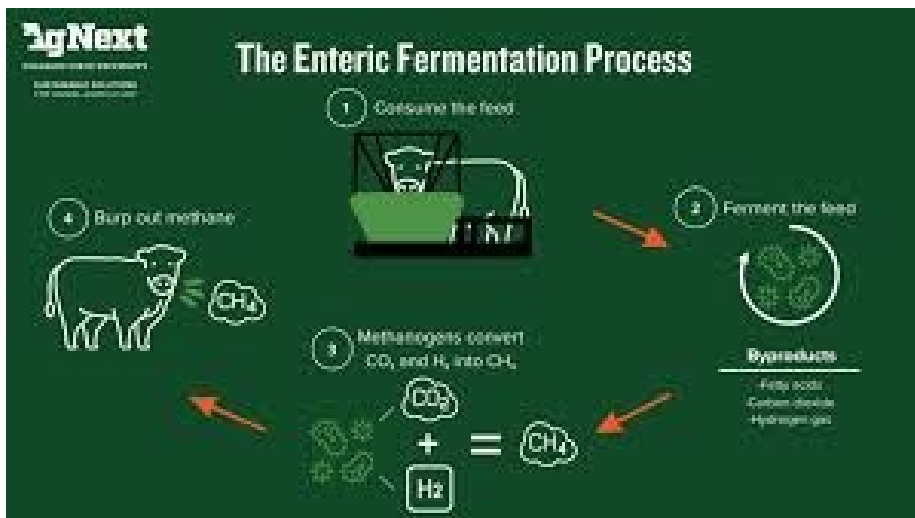 AgNext
The Enteric Fermentation Process
1 Consume the feed
2 Ferment the feed
Byproducts
-Fatty acids
-Carbon dioxide
-Hydrogen gas
3 Methanogens convert
CO₂ and H₂ into CH₄
CO₂
+
H₂
=
CH₄
4 Burp out methane
CH₄